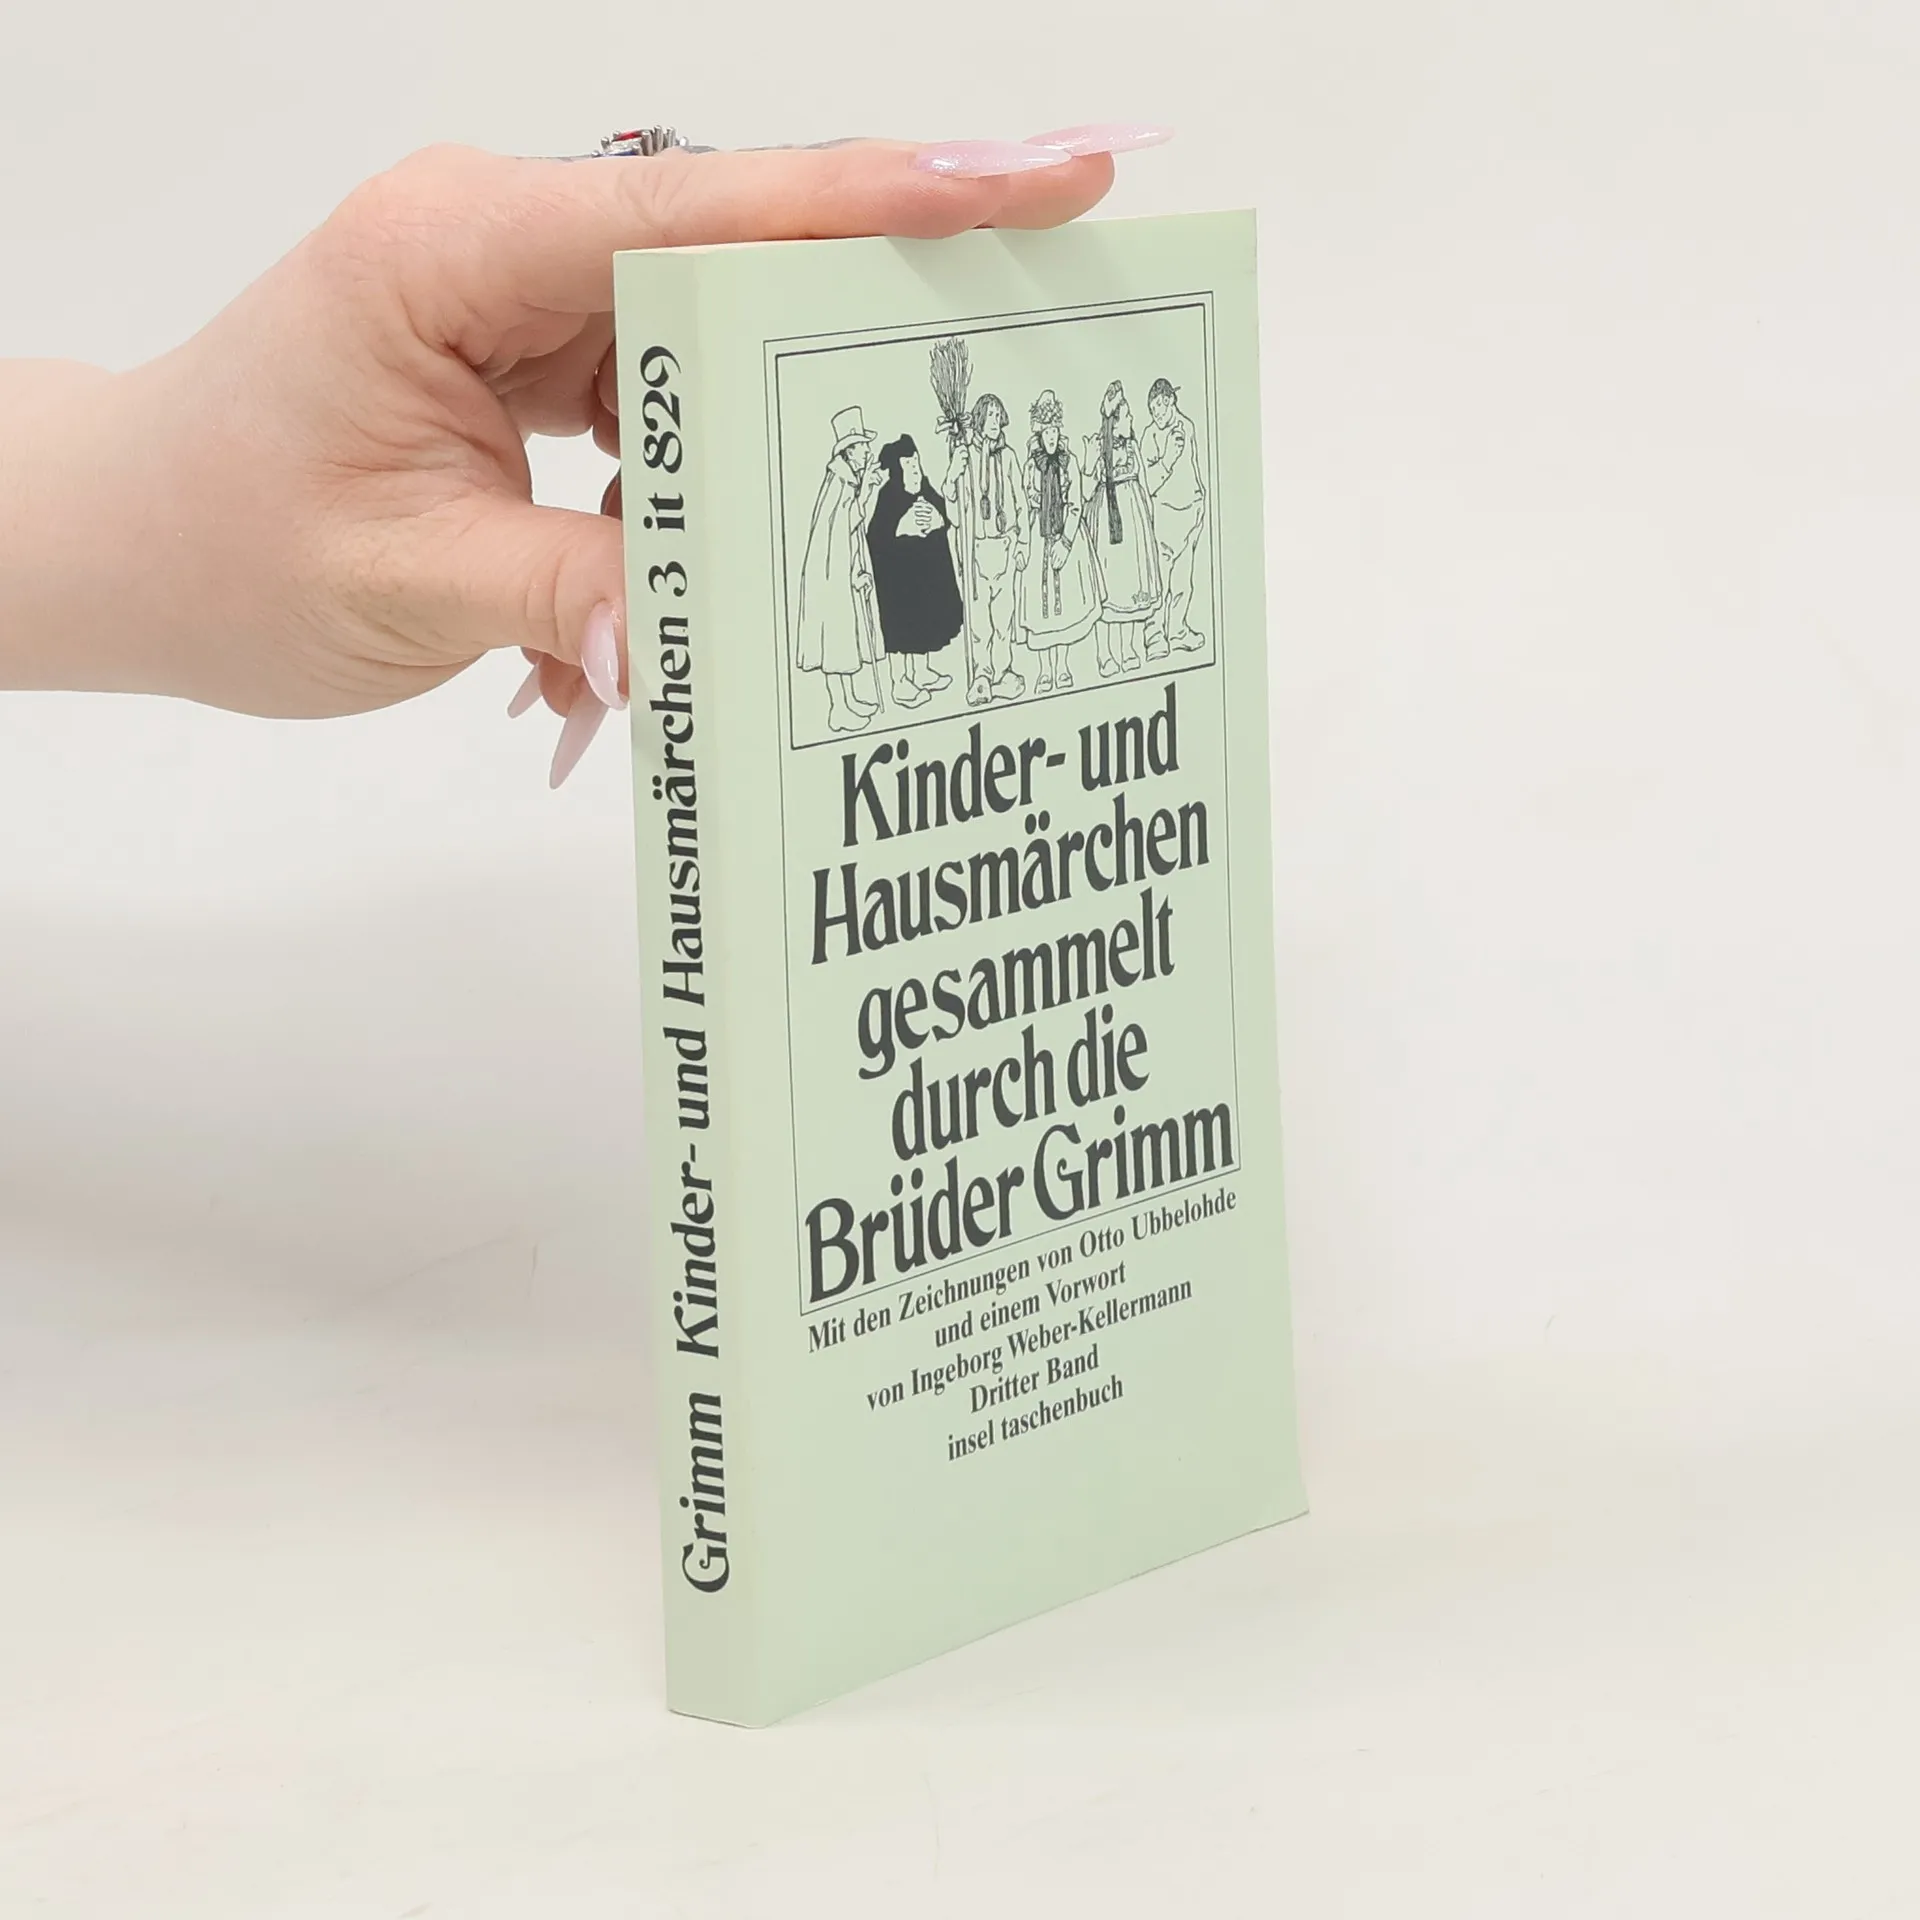 Grimm Kinder- und Hausmärchen 3 it 829
Kinder- und
Hausmärchen
gesammelt
durch die
Brüder Grimm
Mit den Zeichnungen von Otto Ubbelohde
und einem Vorwort
von Ingeborg Weber-Kellermann
Dritter Band
insel taschenbuch